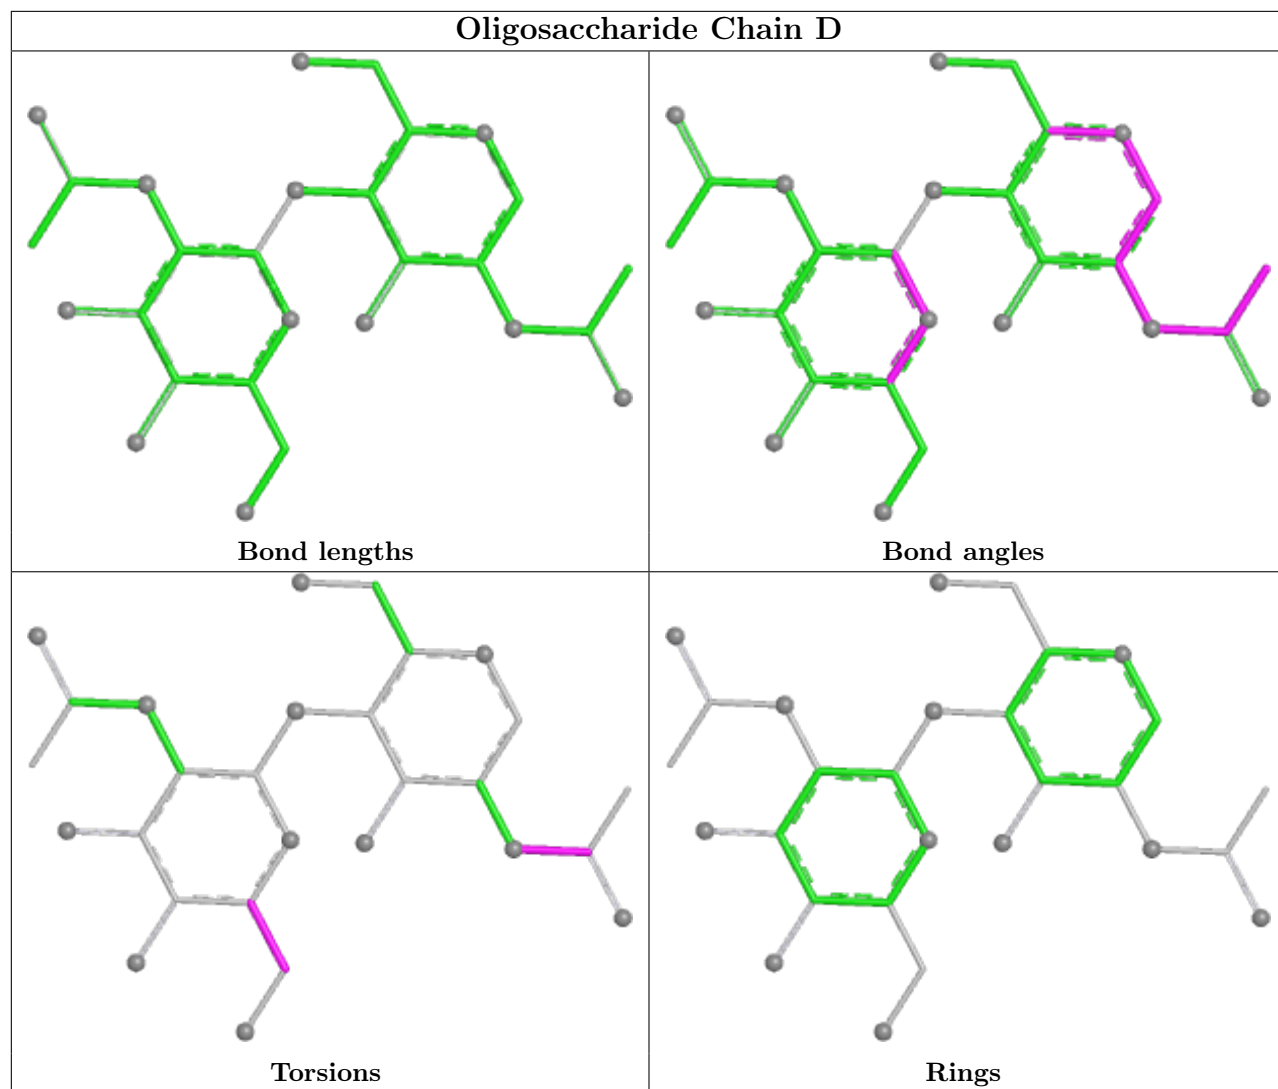 Oligosaccharide Chain D
Bond lengths
Bond angles
Torsions
Rings